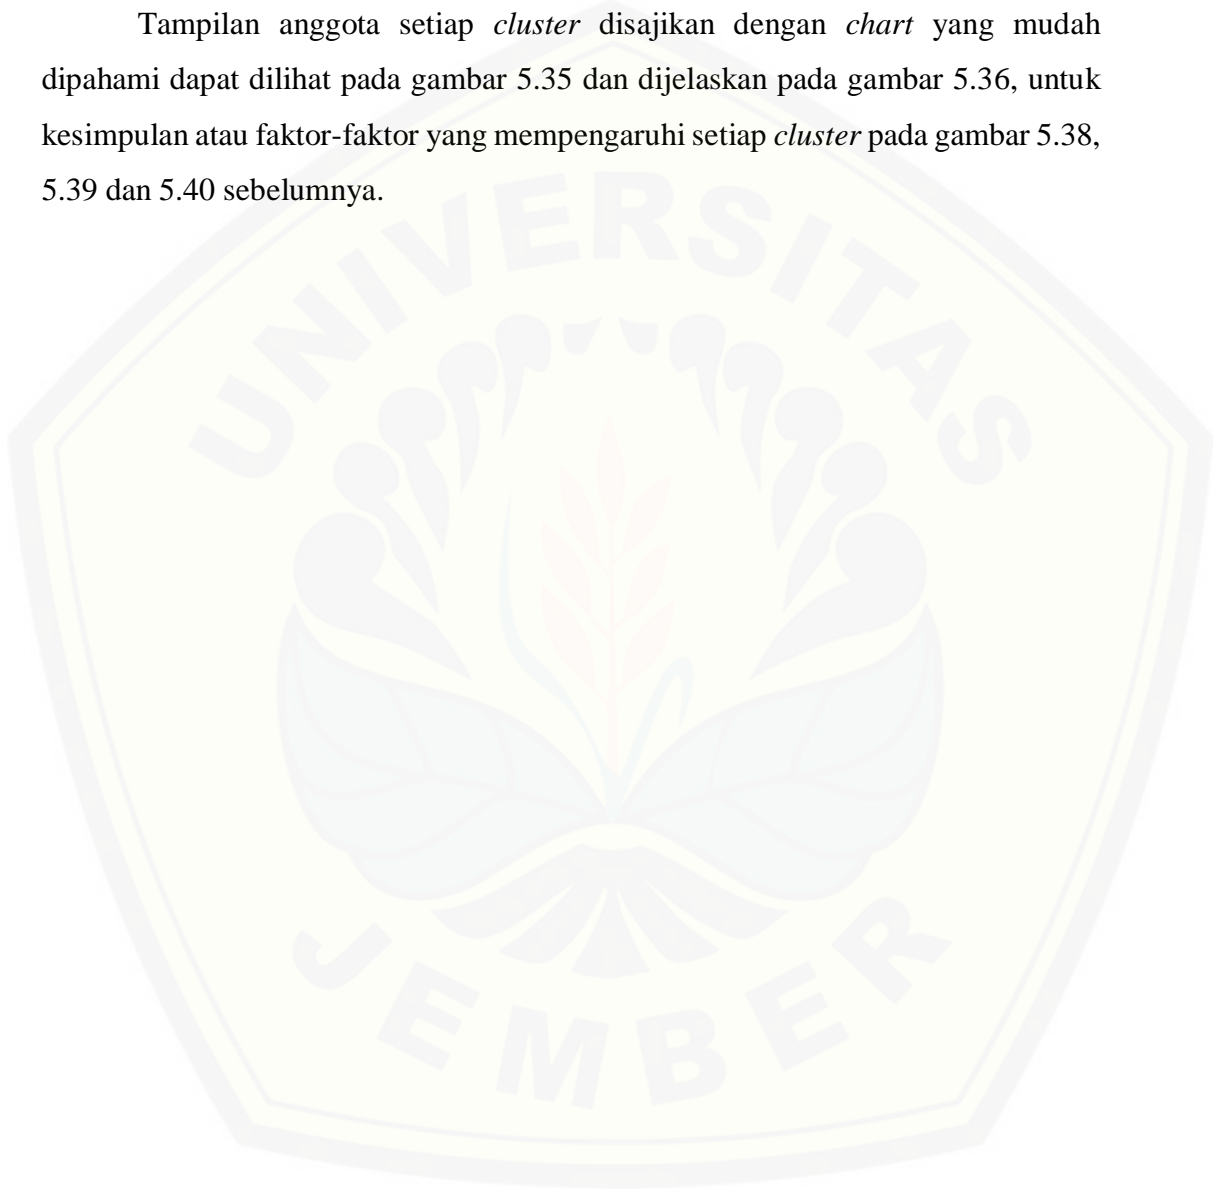 Tampilan anggota setiap cluster disajikan dengan chart yang mudah
dipahami dapat dilihat pada gambar 5.35 dan dijelaskan pada gambar 5.36, untuk
kesimpulan atau faktor-faktor yang mempengaruhi setiap cluster pada gambar 5.38,
5.39 dan 5.40 sebelumnya.
UNIVERSITAS
JEMBER